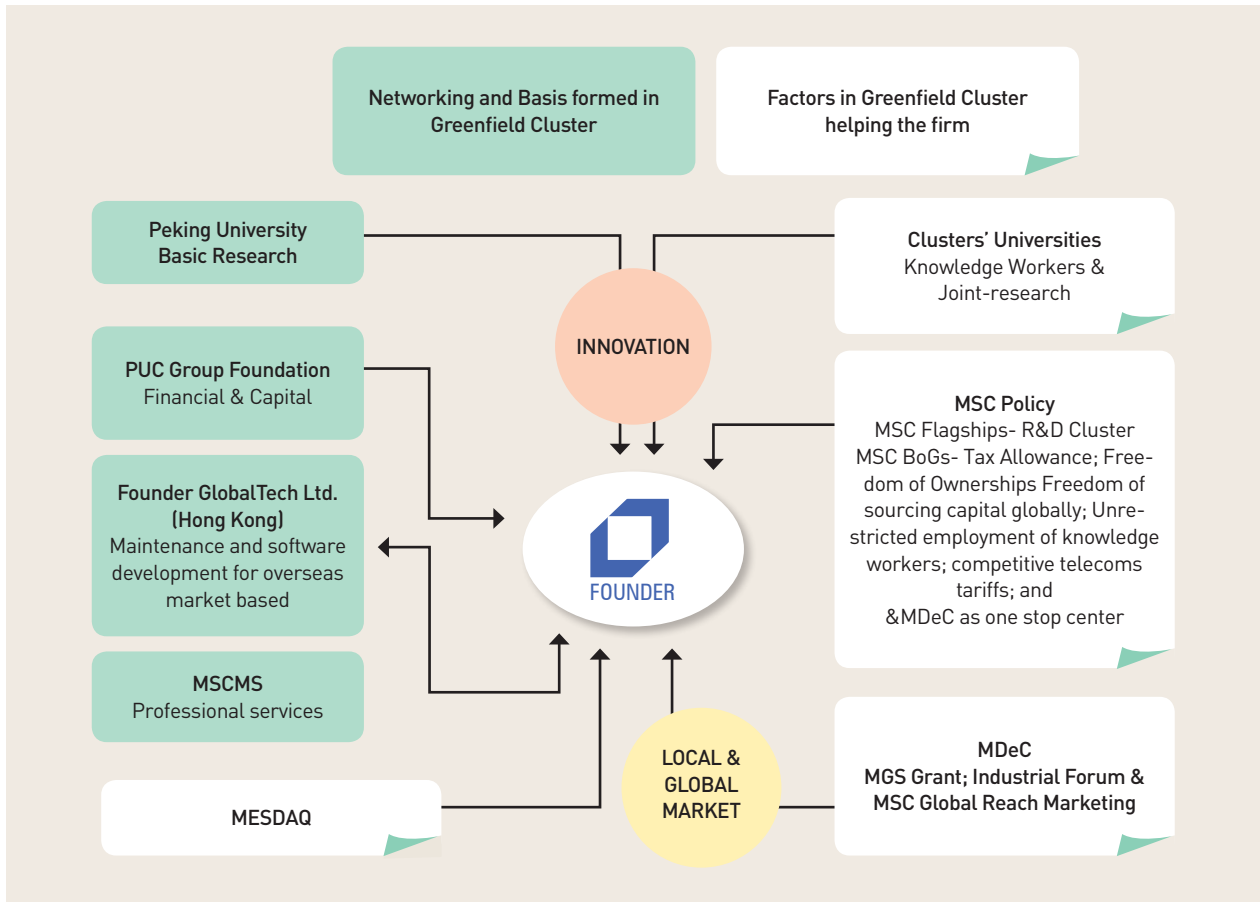 Networking and Basis formed in
Greenfield Cluster
Factors in Greenfield Cluster
helping the firm
Peking University
Basic Research
Clusters’ Universities
Knowledge Workers &
Joint-research
INNOVATION
PUC Group Foundation
Financial & Capital
MSC Policy
MSC Flagships- R&D Cluster
MSC BoGs- Tax Allowance; Free-
dom of Ownerships Freedom of
sourcing capital globally; Unre-
stricted employment of knowledge
workers; competitive telecoms
tariffs; and
&MDeC as one stop center
Founder GlobalTech Ltd.
(Hong Kong)
Maintenance and software
development for overseas
market based
FOUNDER
MSCMS
Professional services
LOCAL &
GLOBAL
MARKET
MDeC
MGS Grant; Industrial Forum &
MSC Global Reach Marketing
MESDAQ